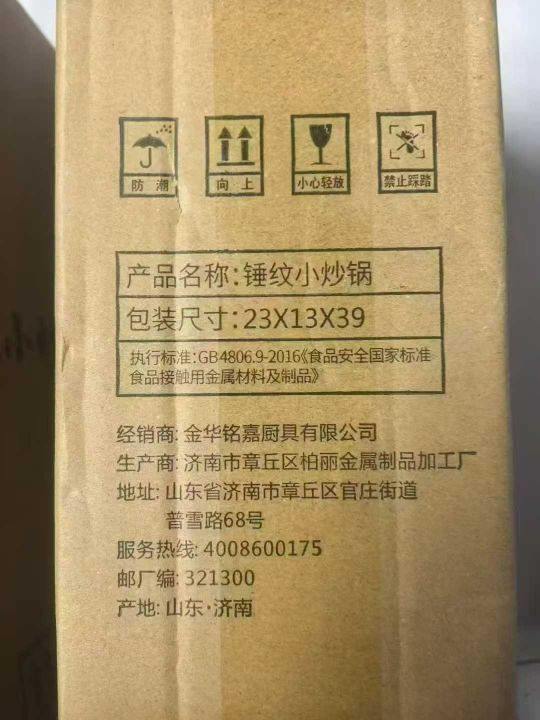 防潮 向上 小心轻放 禁止踩踏
产品名称:锤纹小炒锅
包装尺寸:23X13X39
执行标准:GB4806.9-2016《食品安全国家标准
食品接触用金属材料及制品》
经销商:金华铭嘉厨具有限公司
生产商:济南市章丘区柏丽金属制品加工厂
地址:山东省济南市章丘区官庄街道
普雪路68号
服务热线:4008600175
邮厂编:321300
产地:山东·济南